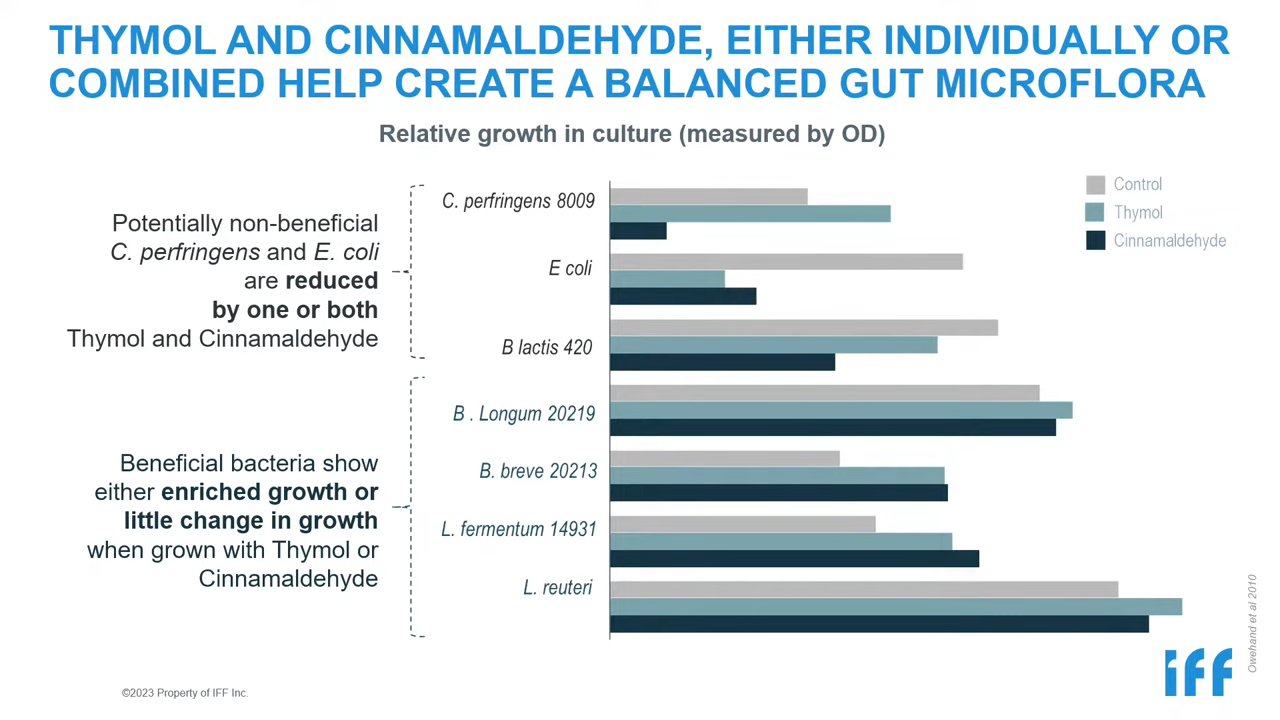 THYMOL AND CINNAMALDEHYDE, EITHER INDIVIDUALLY OR
COMBINED HELP CREATE A BALANCED GUT MICROFLORA
Relative growth in culture (measured by OD)
Potentially non-beneficial
C. perfringens and E. coli
are reduced
by one or both
Thymol and Cinnamaldehyde
Beneficial bacteria show
either enriched growth or
little change in growth
when grown with Thymol or
Cinnamaldehyde
C. perfringens 8009
E coli
B lactis 420
B . Longum 20219
B. breve 20213
L. fermentum 14931
L. reuteri
Control
Thymol
Cinnamaldehyde
Owehand et al 2010
iff
©2023 Property of IFF Inc.